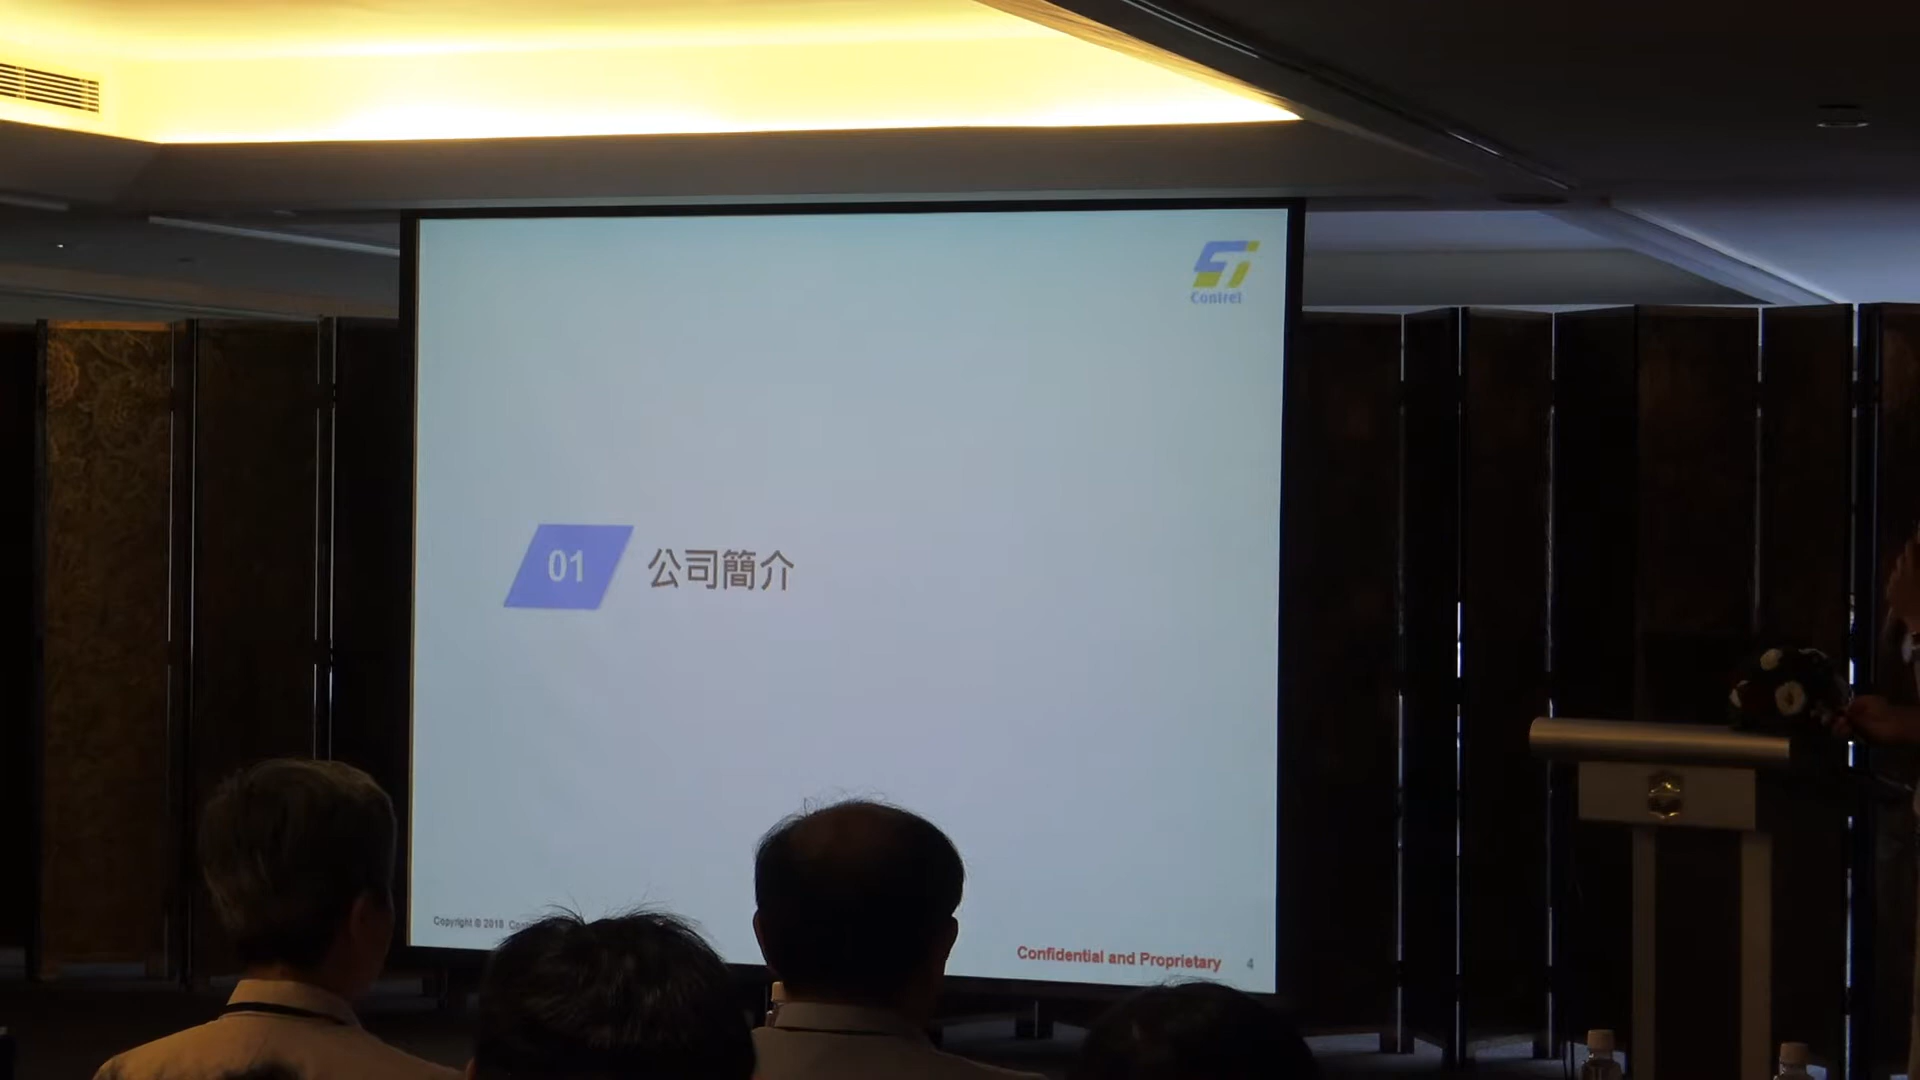 Contrel
01 公司簡介
Copyright © 2018
Confidential and Proprietary
4